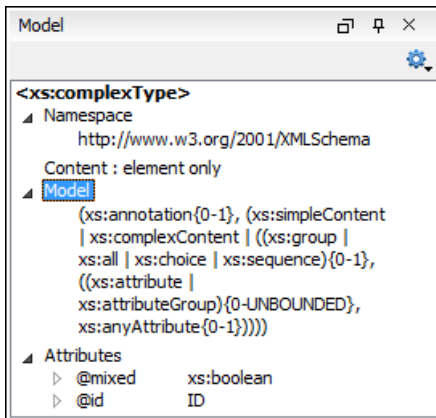 Model
<xs:complexType>
Namespace
http://www.w3.org/2001/XMLSchema
Content : element only
Model
(xs:annotation{0-1}, (xs:simpleContent
| xs:complexContent | ((xs:group |
xs:all | xs:choice | xs:sequence){0-1},
((xs:attribute |
xs:attributeGroup){0-UNBOUNDED},
xs:anyAttribute{0-1}))))
Attributes
@mixed xs:boolean
@id ID